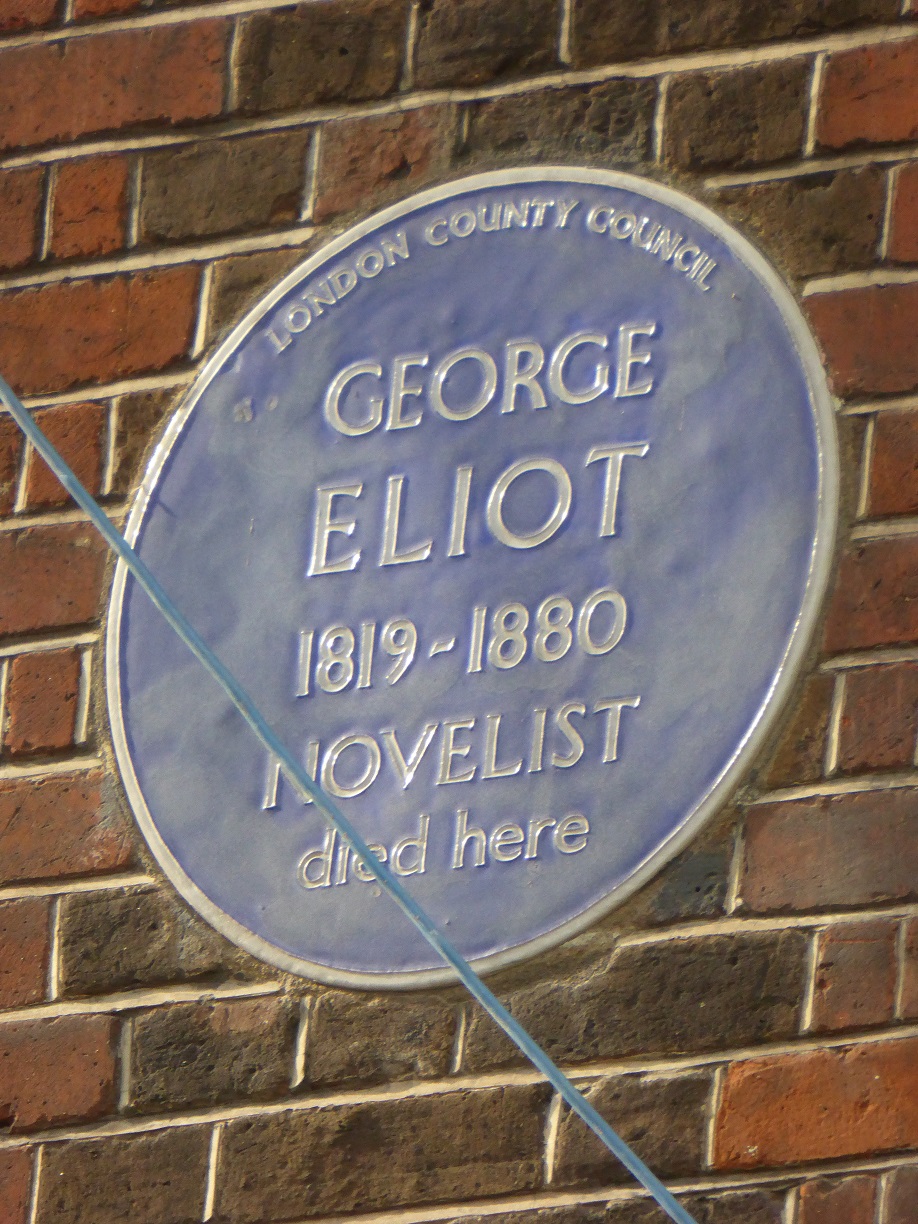 LONDON COUNTY COUNCIL
GEORGE
ELIOT
1819-1880
NOVELIST
died here